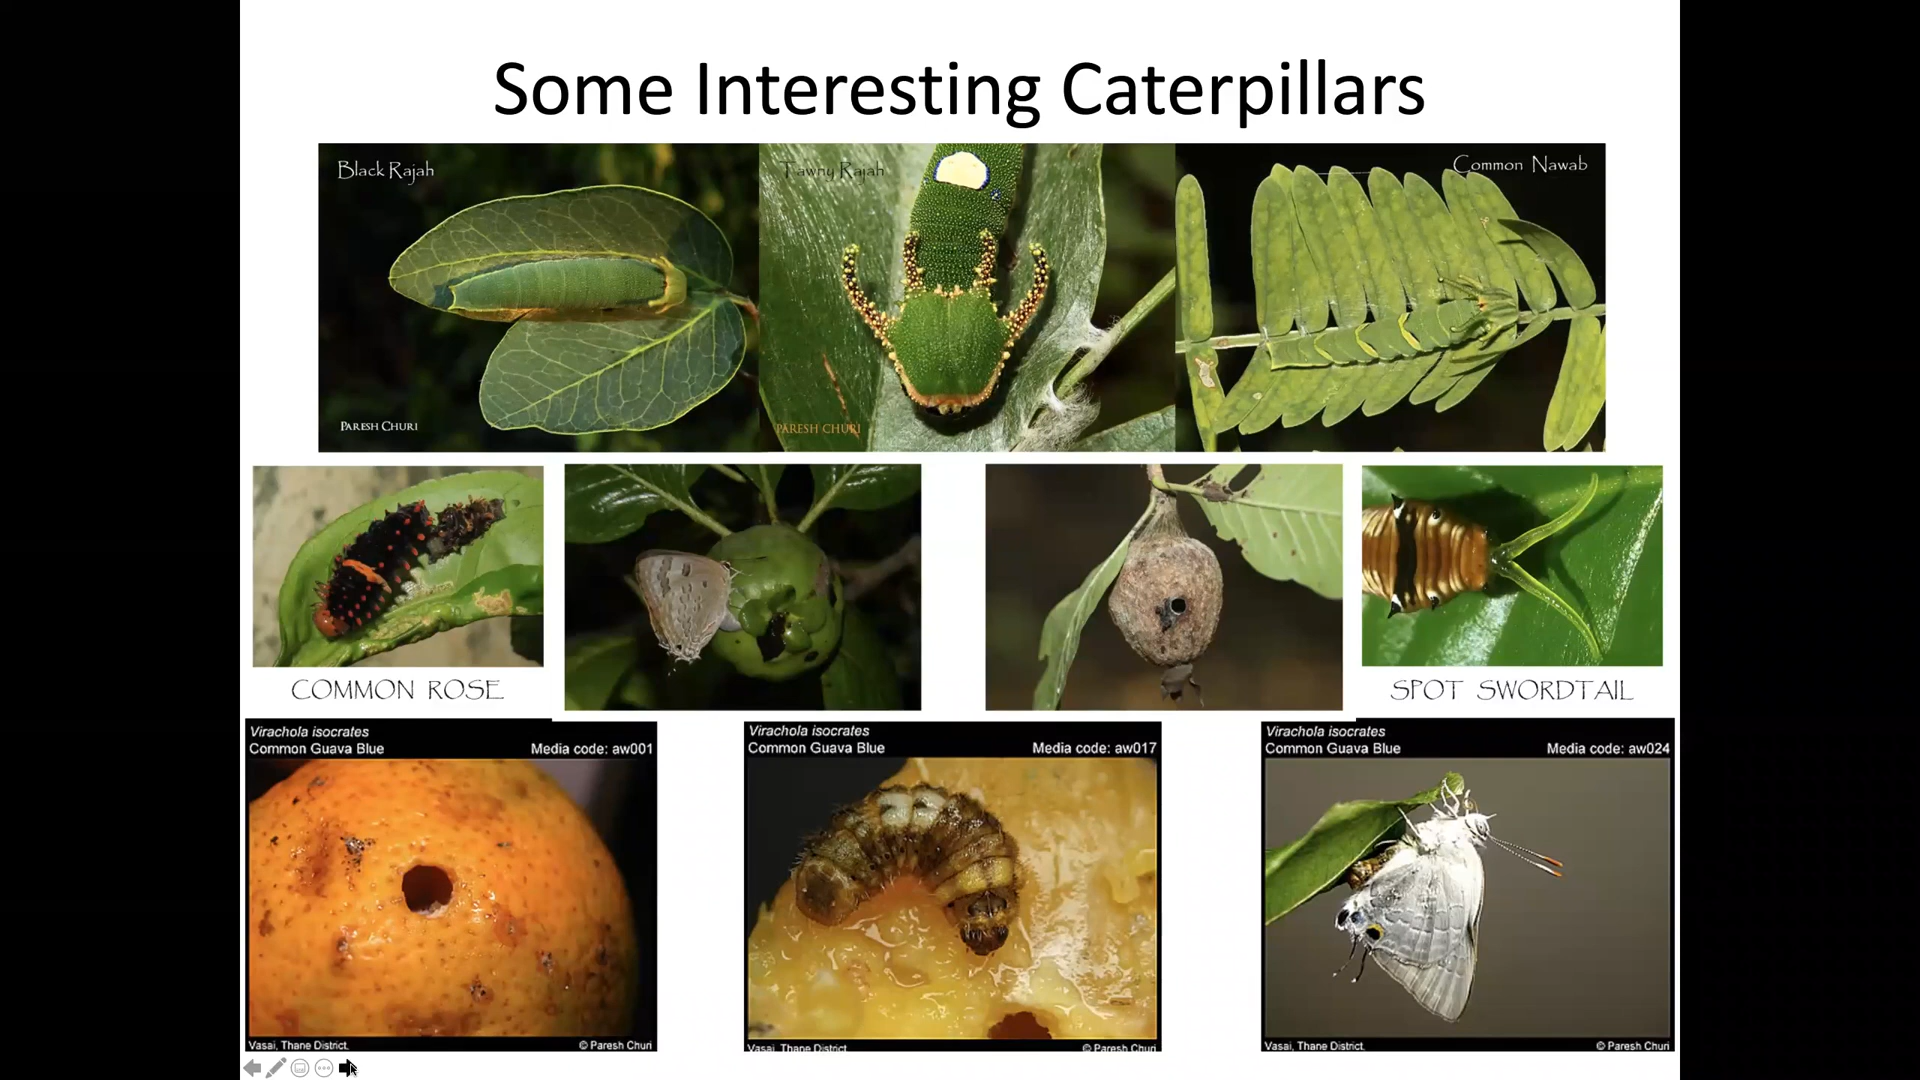 Some Interesting Caterpillars
Black Rajah
Tawny Rajah
Common Nawab
PARESH CHURI
PARESH CHURI
COMMON ROSE
SPOT SWORDTAIL
Virachola isocrates
Common Guava Blue
Media code: aw001
Vasai, Thane District.
© Paresh Churi
Virachola isocrates
Common Guava Blue
Media code: aw017
Vasai, Thane District.
© Paresh Churi
Virachola isocrates
Common Guava Blue
Media code: aw024
Vasai, Thane District.
© Paresh Churi